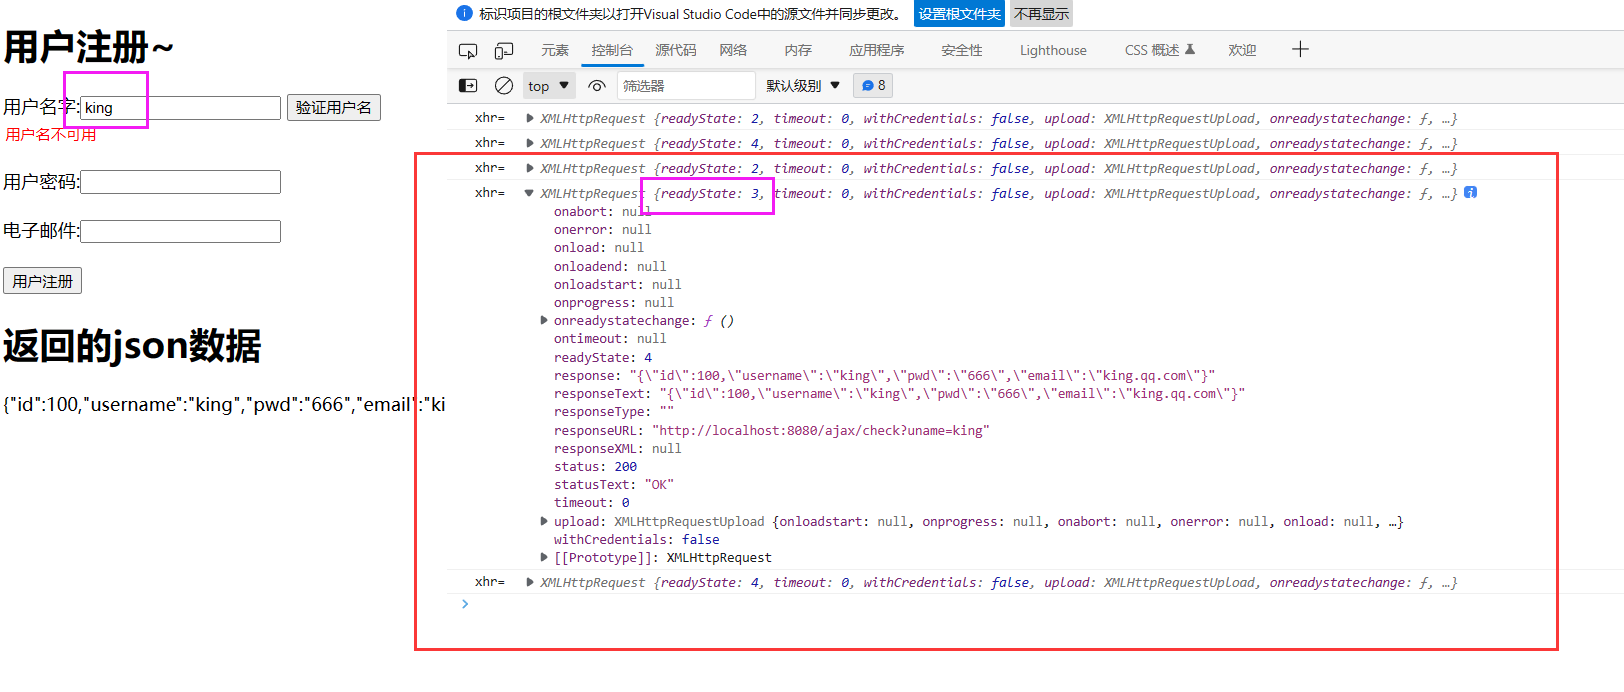 用户注册~
用户名字:king 验证用户名
用户名不可用
用户密码:
电子邮件:
用户注册
返回的json数据
{"id":100,"username":"king","pwd":"666","email":"ki
标识项目的根文件夹以打开Visual Studio Code中的源文件并同步更改。 设置根文件夹 不再显示
元素 控制台 源代码 网络 内存 应用程序 安全性 Lighthouse CSS 概述 欢迎
top 筛选器 默认级别 8
xhr= XMLHttpRequest {readyState: 2, timeout: 0, withCredentials: false, upload: XMLHttpRequestUpload, onreadystatechange: ƒ, …}
xhr= XMLHttpRequest {readyState: 4, timeout: 0, withCredentials: false, upload: XMLHttpRequestUpload, onreadystatechange: ƒ, …}
xhr= XMLHttpRequest {readyState: 2, timeout: 0, withCredentials: false, upload: XMLHttpRequestUpload, onreadystatechange: ƒ, …}
xhr= XMLHttpRequest {readyState: 3, timeout: 0, withCredentials: false, upload: XMLHttpRequestUpload, onreadystatechange: ƒ, …}
onabort: null
onerror: null
onload: null
onloadend: null
onloadstart: null
onprogress: null
onreadystatechange: ƒ ()
ontimeout: null
readyState: 4
response: "{\"id\":100,\"username\":\"king\",\"pwd\":\"666\",\"email\":\"king.qq.com\"}"
responseText: "{\"id\":100,\"username\":\"king\",\"pwd\":\"666\",\"email\":\"king.qq.com\"}"
responseType: ""
responseURL: "http://localhost:8080/ajax/check?uname=king"
responseXML: null
status: 200
statusText: "OK"
timeout: 0
upload: XMLHttpRequestUpload {onloadstart: null, onprogress: null, onabort: null, onerror: null, onload: null, …}
withCredentials: false
[[Prototype]]: XMLHttpRequest
xhr= XMLHttpRequest {readyState: 4, timeout: 0, withCredentials: false, upload: XMLHttpRequestUpload, onreadystatechange: ƒ, …}